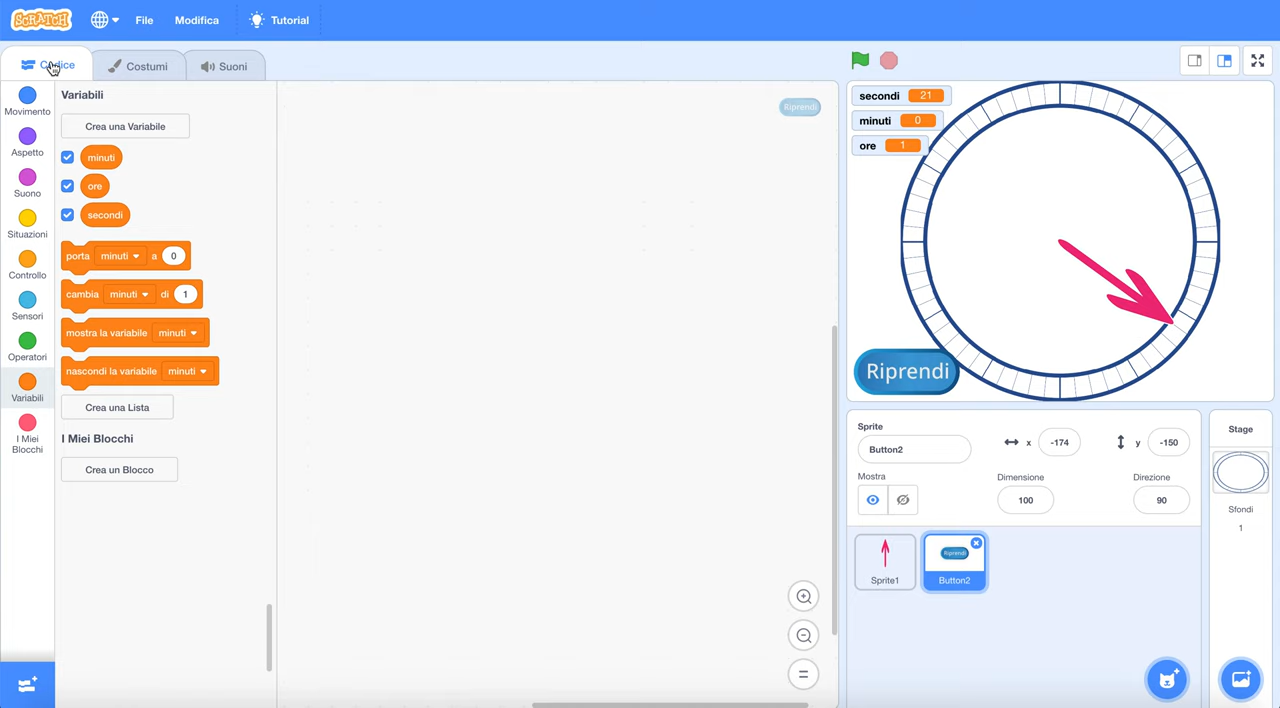 SCRATCH File Modifica Tutorial
Codice Costumi Suoni
Movimento
Aspetto
Suono
Situazioni
Controllo
Sensori
Operatori
Variabili
I Miei
Blocchi
Variabili
Crea una Variabile
minuti
ore
secondi
porta minuti a 0
cambia minuti di 1
mostra la variabile minuti
nascondi la variabile minuti
Crea una Lista
I Miei Blocchi
Crea un Blocco
Riprendi
secondi 21
minuti 0
ore 1
Riprendi
Sprite
Button2 x -174 y -150
Mostra Dimensione Direzione
100 90
Riprendi
Sprite1 Button2
Stage
Sfondi
1